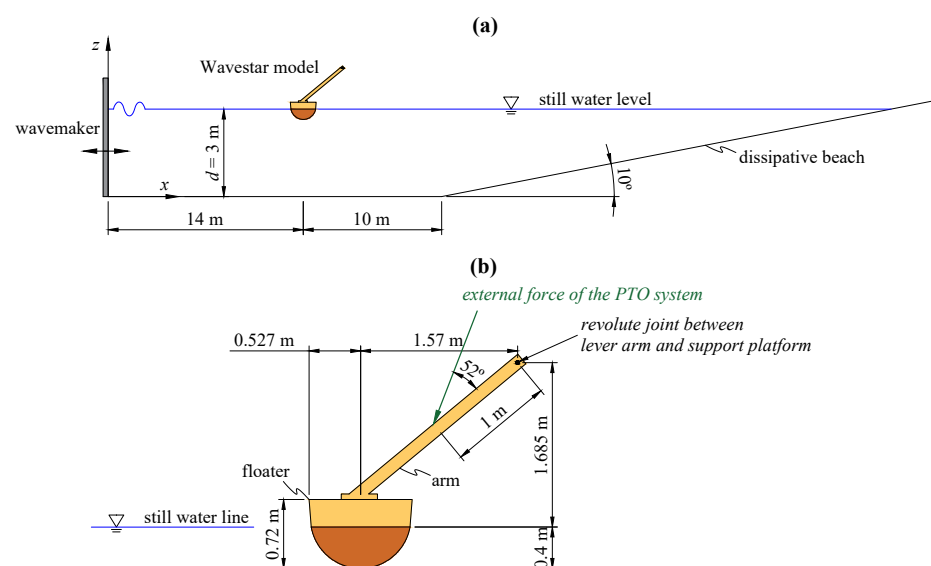 (a)
z
Wavestar model
still water level
wavemaker
d = 3 m
dissipative beach
10º
x
14 m
10 m
(b)
external force of the PTO system
revolute joint between
lever arm and support platform
0.527 m
1.57 m
52º
1 m
1.685 m
floater
arm
still water line
0.72 m
0.4 m